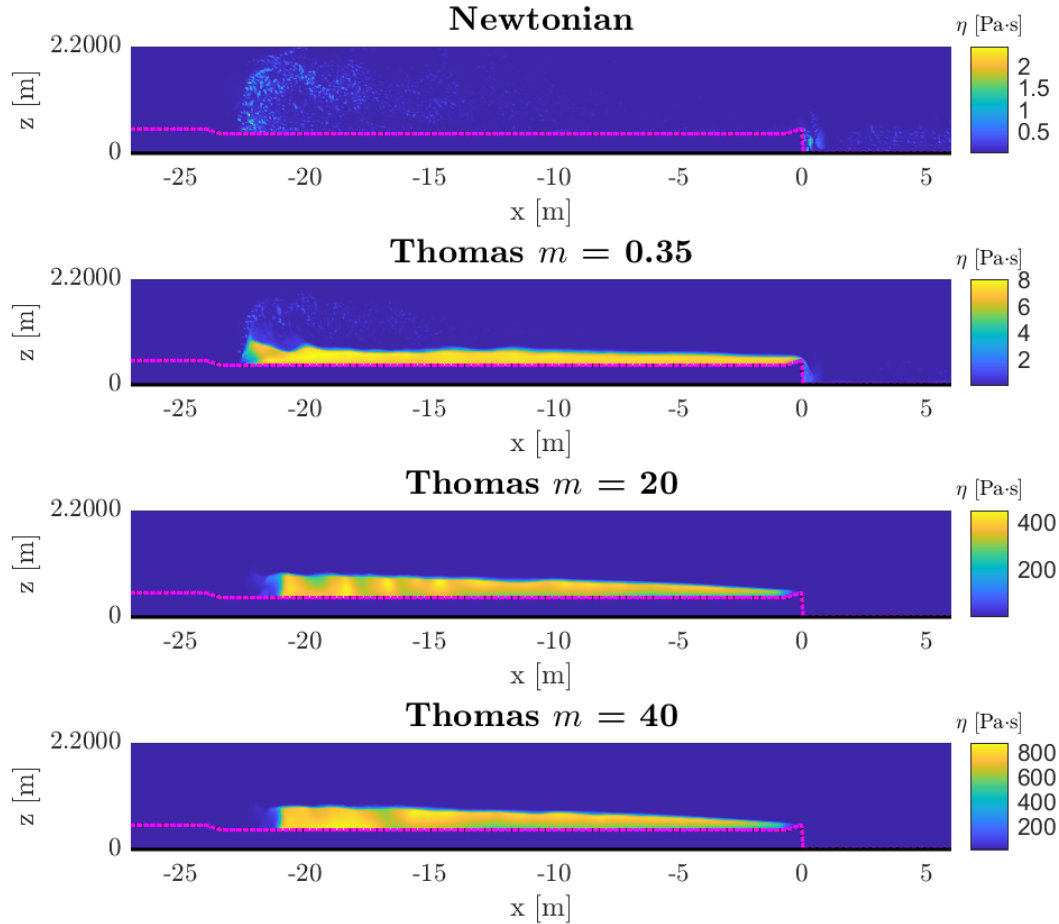 Newtonian
η [Pa·s]
2.2000
z [m]
0
2
1.5
1
0.5
-25 -20 -15 -10 -5 0 5
x [m]
Thomas m = 0.35
η [Pa·s]
2.2000
z [m]
0
8
6
4
2
-25 -20 -15 -10 -5 0 5
x [m]
Thomas m = 20
η [Pa·s]
2.2000
z [m]
0
400
200
-25 -20 -15 -10 -5 0 5
x [m]
Thomas m = 40
η [Pa·s]
2.2000
z [m]
0
800
600
400
200
-25 -20 -15 -10 -5 0 5
x [m]